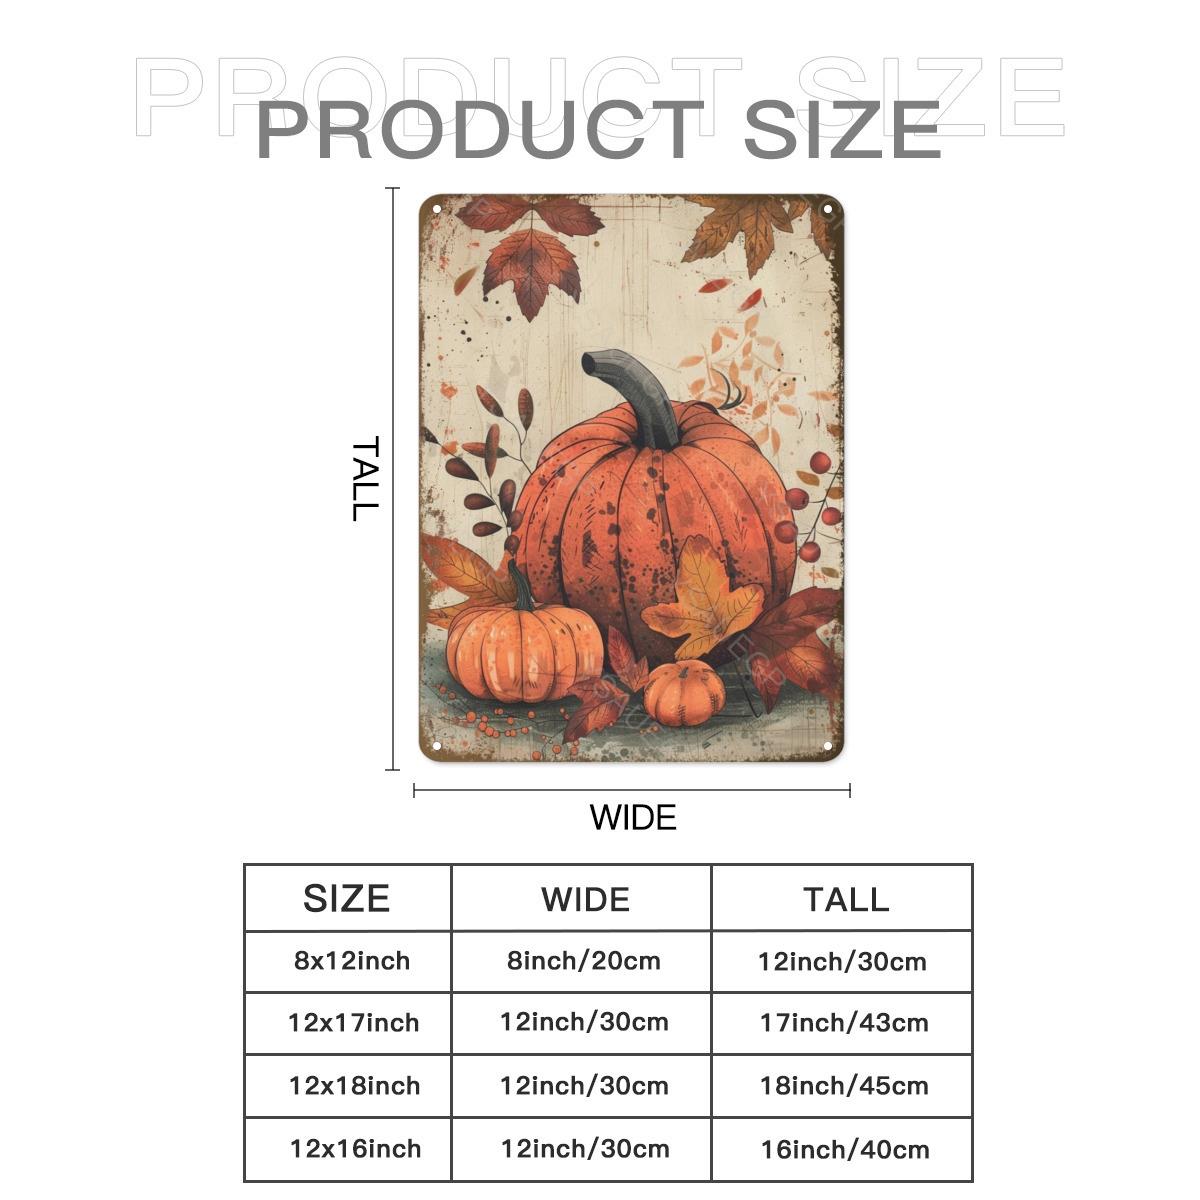 PRODUCT SIZE
PRODUCT SIZE
TALL
WIDE
SIZE WIDE TALL
8x12inch 8inch/20cm 12inch/30cm
12x17inch 12inch/30cm 17inch/43cm
12x18inch 12inch/30cm 18inch/45cm
12x16inch 12inch/30cm 16inch/40cm